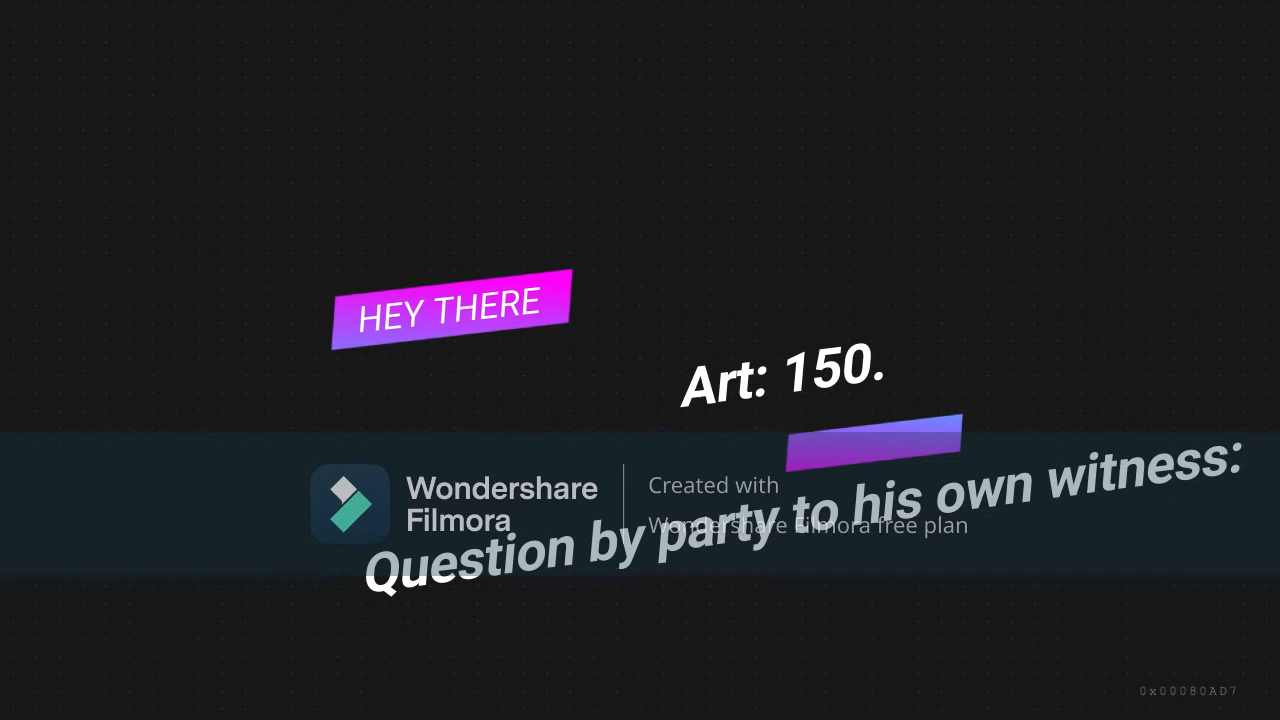 HEY THERE
Art: 150.
Question by party to his own witness:
Wondershare
Filmora
Created with
Wondershare Filmora free plan
0x00080AD7